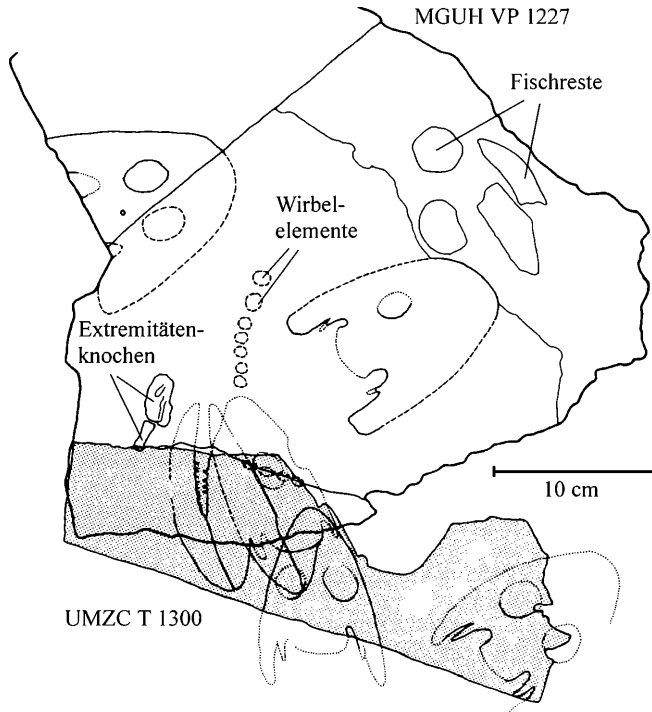 MGUH VP 1227
Fischreste
Wirbel-
elemente
Extremitäten-
knochen
10 cm
UMZC T 1300